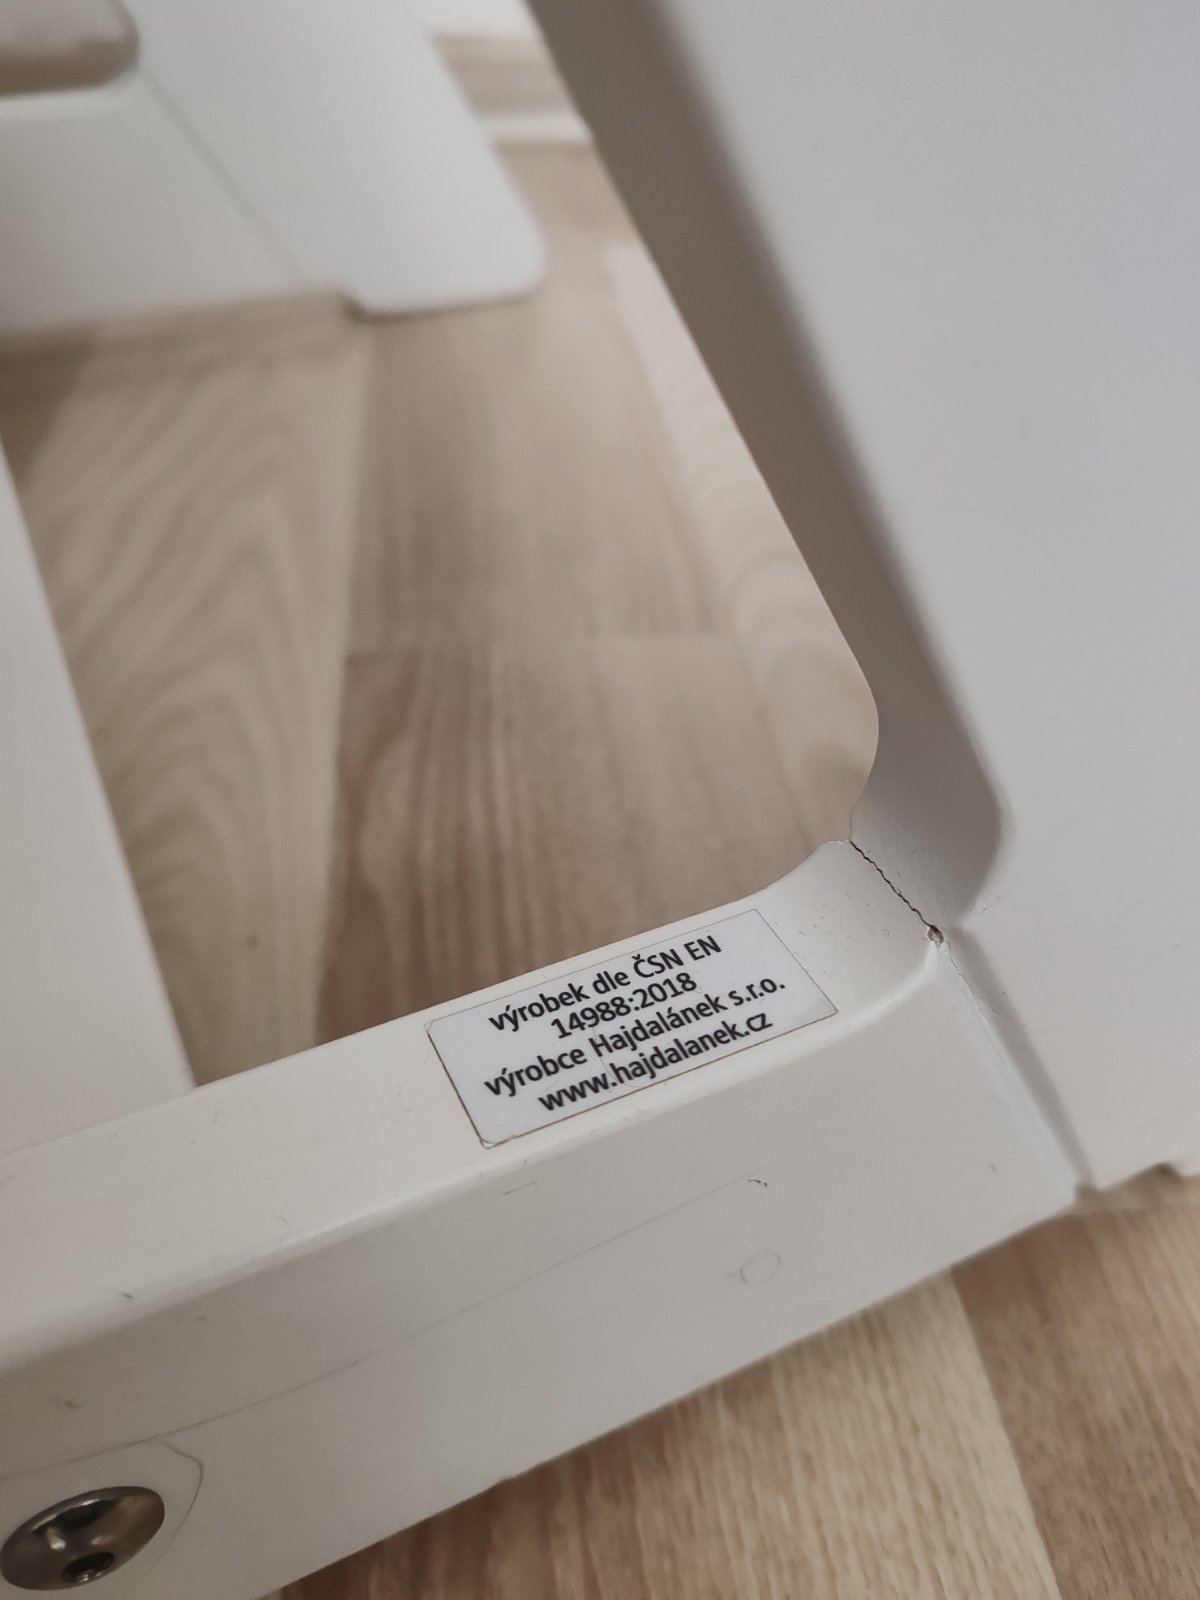 výrobek dle ČSN EN
14988:2018
výrobce Hajdalánek s.r.o.
www.hajdalanek.cz